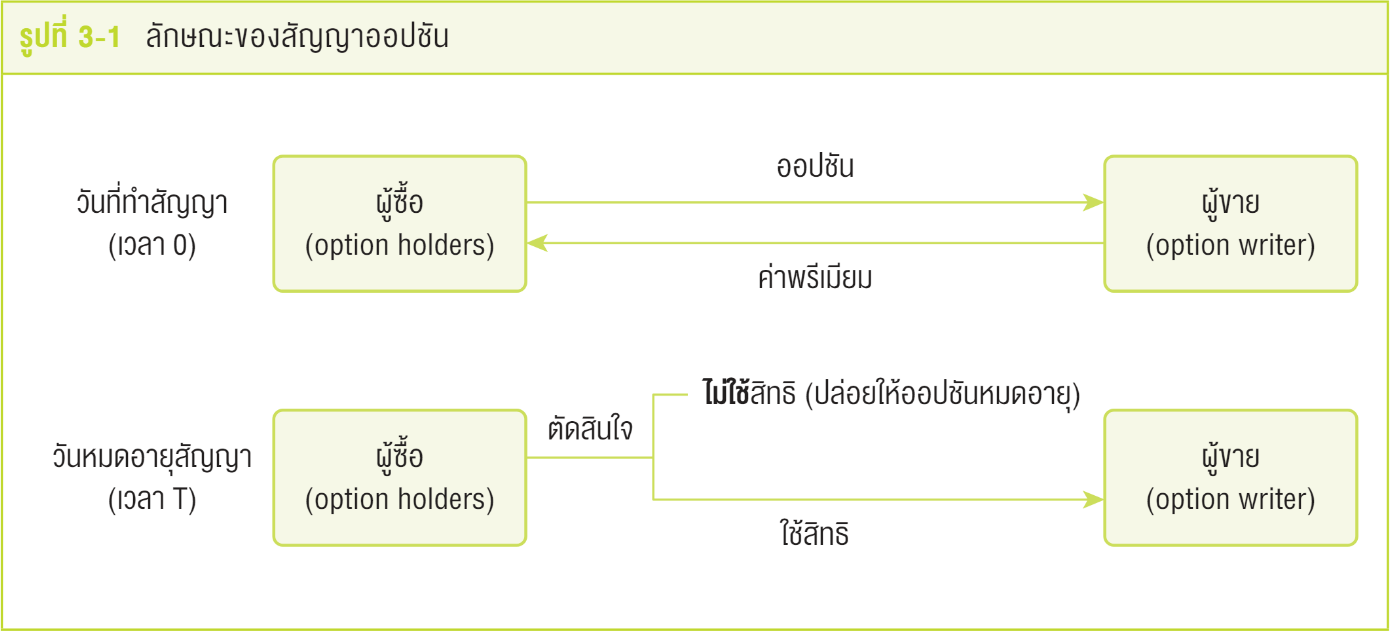 รูปที่ 3-1 ลักษณะของสัญญาออปชัน
วันที่ทำสัญญา
(เวลา 0)
ผู้ซื้อ
(option holders)
ออปชัน
ค่าพรีเมียม
ผู้ขาย
(option writer)
วันหมดอายุสัญญา
(เวลา T)
ผู้ซื้อ
(option holders)
ตัดสินใจ
ไม่ใช้สิทธิ (ปล่อยให้ออปชันหมดอายุ)
ใช้สิทธิ
ผู้ขาย
(option writer)